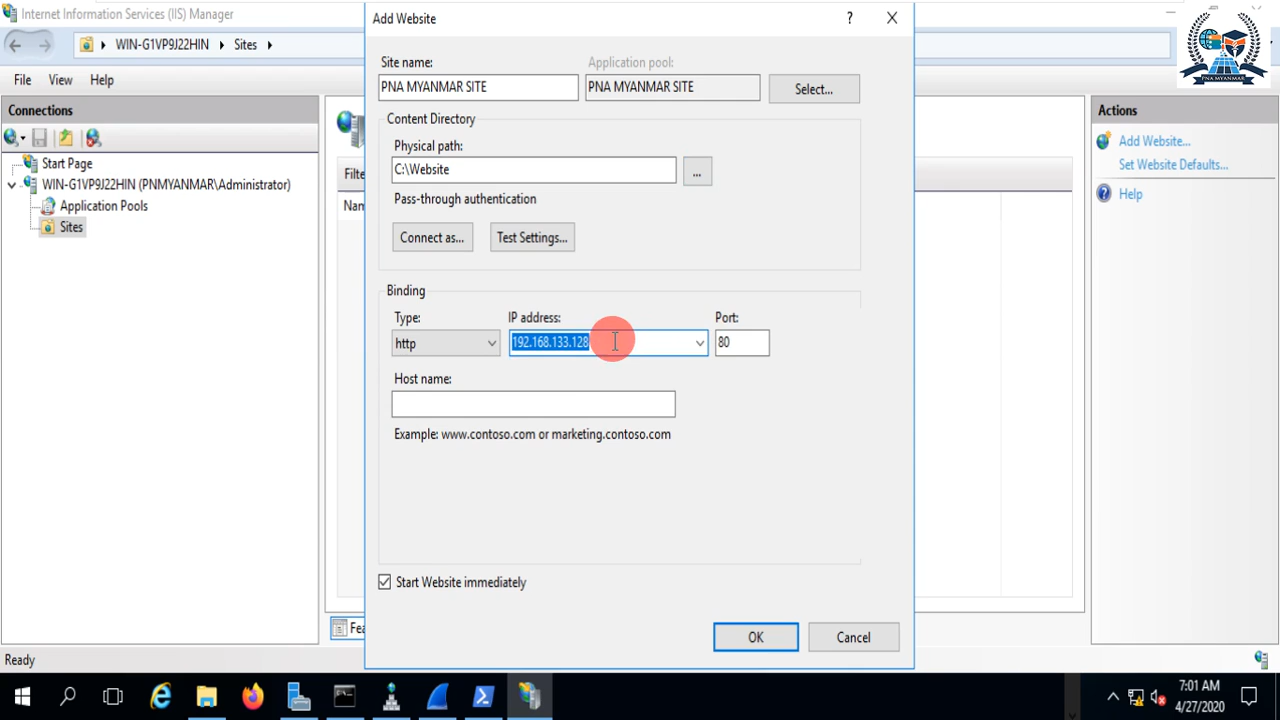 Internet Information Services (IIS) Manager
WIN-G1VP9J22HIN
Sites
File
View
Help
Connections
Start Page
WIN-G1VP9J22HIN (PNMYANMAR\Administrator)
Application Pools
Sites
Ready
Add Website
?
Site name:
Application pool:
PNA MYANMAR SITE
PNA MYANMAR SITE
Select...
Content Directory
Physical path:
C:\Website
...
Pass-through authentication
Connect as...
Test Settings...
Binding
Type:
IP address:
Port:
http
192.168.133.128
80
Host name:
Example: www.contoso.com or marketing.contoso.com
Start Website immediately
OK
Cancel
PNA MYANMAR
Actions
Add Website...
Set Website Defaults...
Help
7:01 AM
4/27/2020